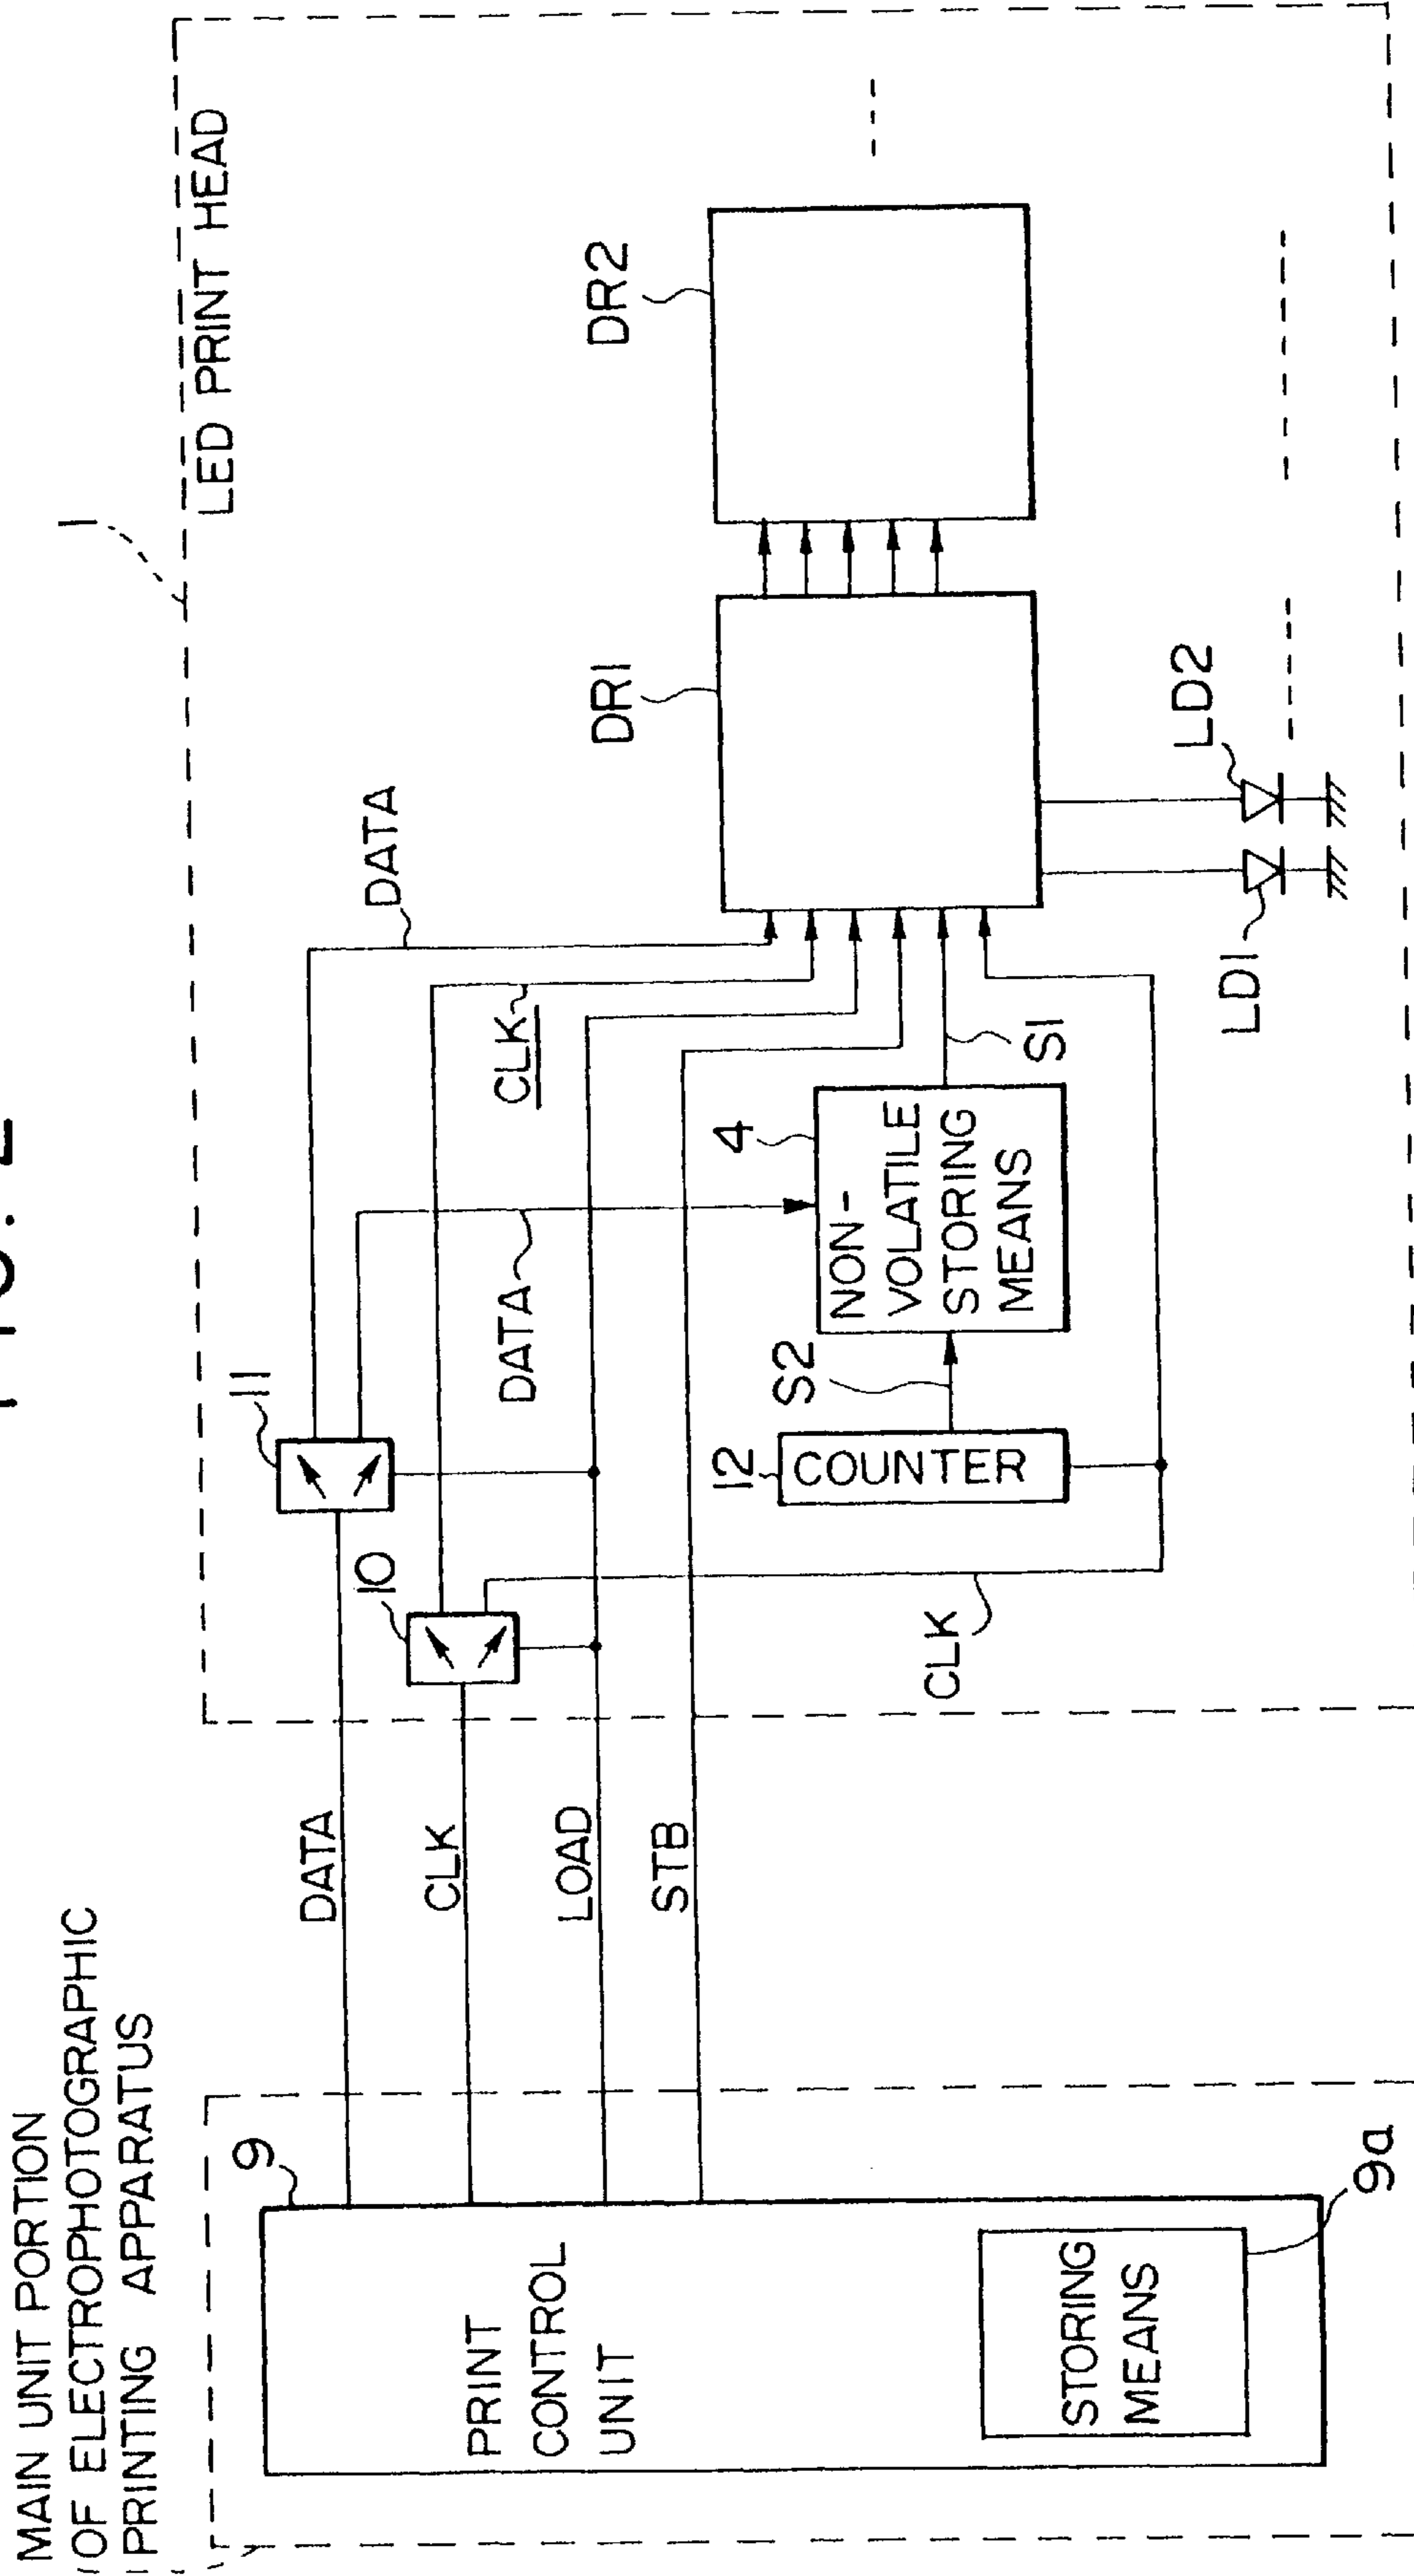 MAIN UNIT PORTION
OF ELECTROPHOTOGRAPHIC
PRINTING APPARATUS
9
PRINT
CONTROL
UNIT
STORING
MEANS
9a
DATA
CLK
LOAD
STB
1
LED PRINT HEAD
11
10
DATA
CLK
DATA
CLK
12
COUNTER
S2
4
NON-
VOLATILE
STORING
MEANS
S1
DR1
DR2
LD1
LD2